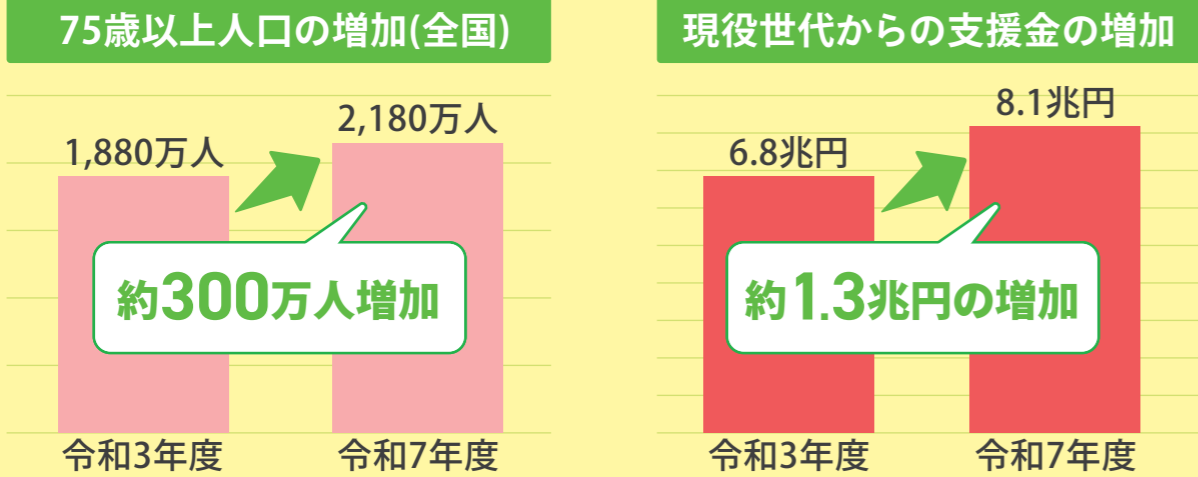 75歳以上人口の増加(全国)
1,880万人
2,180万人
約300万人増加
令和3年度
令和7年度
現役世代からの支援金の増加
6.8兆円
8.1兆円
約1.3兆円の増加
令和3年度
令和7年度